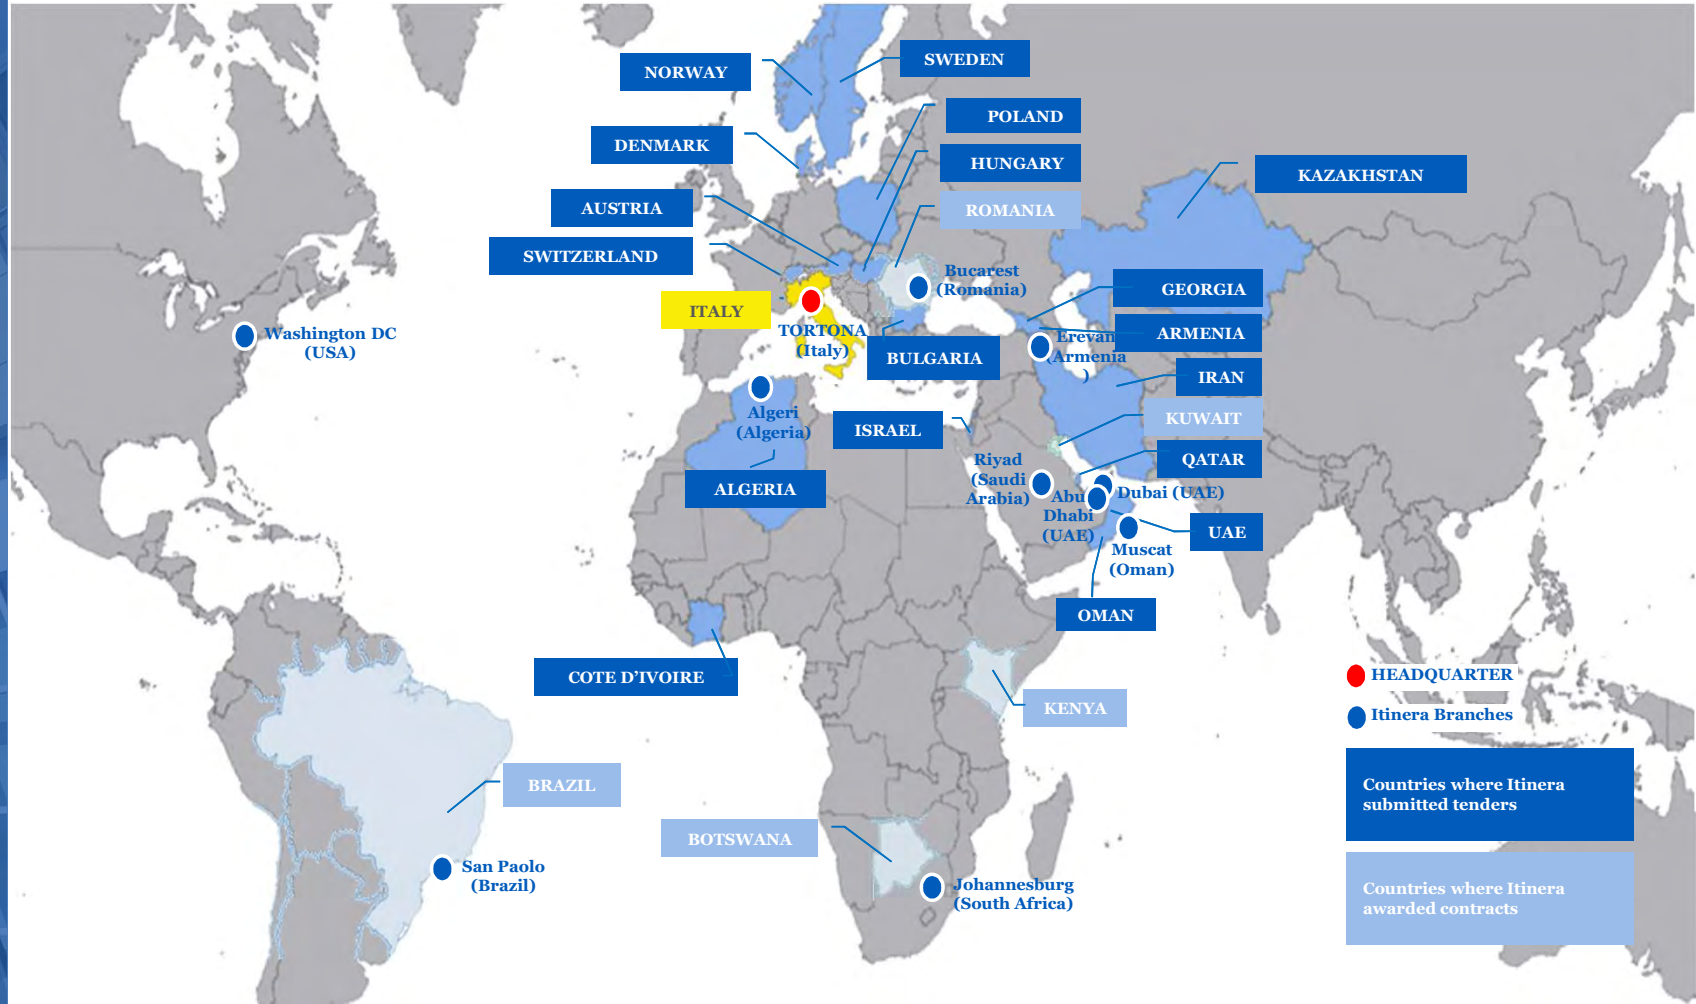 NORWAY
SWEDEN
POLAND
DENMARK
HUNGARY
KAZAKHSTAN
AUSTRIA
ROMANIA
SWITZERLAND
Bucarest
(Romania)
GEORGIA
ITALY
TORTONA
(Italy)
Washington DC
(USA)
BULGARIA
Erevan
(Armenia
)
ARMENIA
IRAN
Algeri
(Algeria)
KUWAIT
ISRAEL
QATAR
Riyad
(Saudi
Arabia)
ALGERIA
Abu
Dhabi
(UAE)
Dubai (UAE)
UAE
Muscat
(Oman)
OMAN
COTE D’IVOIRE
KENYA
HEADQUARTER
Itinera Branches
BRAZIL
Countries where Itinera
submitted tenders
BOTSWANA
San Paolo
(Brazil)
Johannesburg
(South Africa)
Countries where Itinera
awarded contracts